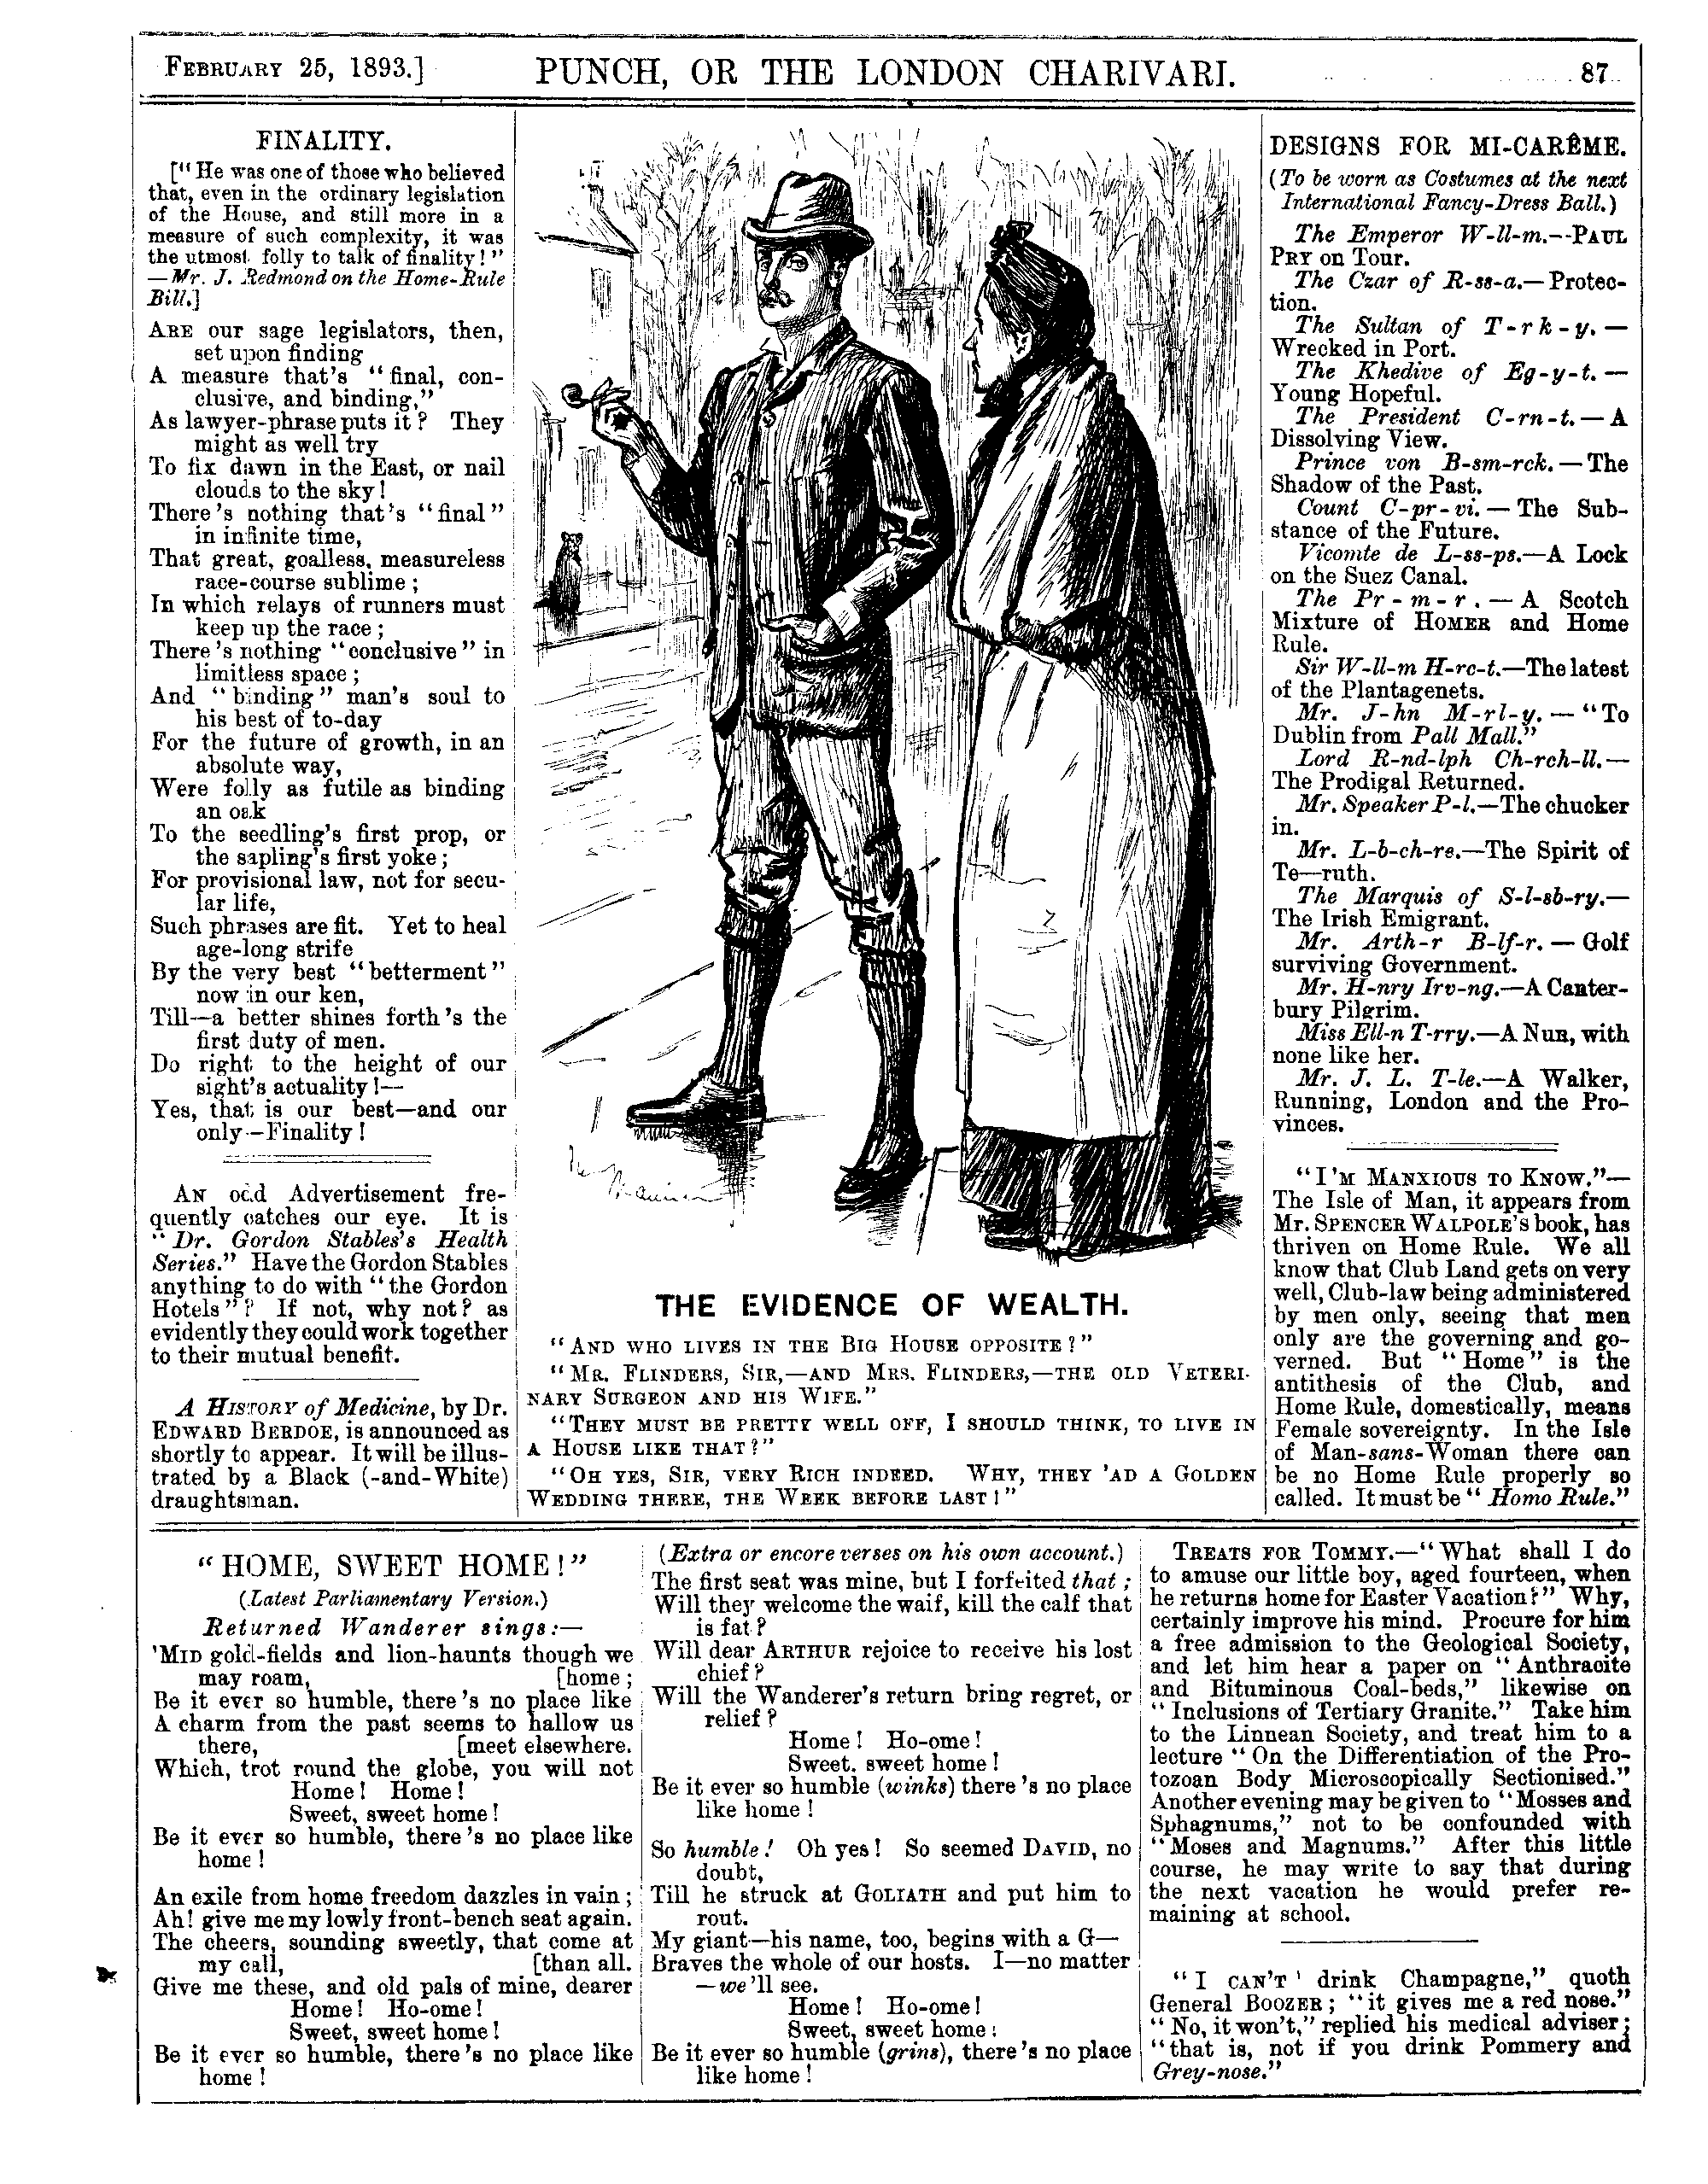 FEBRUARY 25, 1893.]
PUNCH, OR THE LONDON CHARIVARI.
87
FINALITY.
["He was one of those who believed
that, even in the ordinary legislation
of the House, and still more in a
measure of such complexity, it was
the utmost folly to talk of finality!"
—Mr. J. Redmond on the Home-Rule
Bill.]
ARE our sage legislators, then,
set upon finding
A measure that's "final, con-
clusive, and binding,"
As lawyer-phrase puts it? They
might as well try
To fix dawn in the East, or nail
clouds to the sky!
There's nothing that's "final"
in infinite time,
That great, goalless, measureless
race-course sublime;
In which relays of runners must
keep up the race;
There's nothing "conclusive" in
limitless space;
And "binding" man's soul to
his best of to-day
For the future of growth, in an
absolute way,
Were folly as futile as binding
an oak
To the seedling's first prop, or
the sapling's first yoke;
For provisional law, not for secu-
lar life,
Such phrases are fit. Yet to heal
age-long strife
By the very best "betterment"
now in our ken,
Till—a better shines forth's the
first duty of men.
Do right to the height of our
sight's actuality!—
Yes, that is our best—and our
only—Finality!
AN odd Advertisement fre-
quently catches our eye. It is
"Dr. Gordon Stables's Health
Series." Have the Gordon Stables
anything to do with "the Gordon
Hotels"? If not, why not? as
evidently they could work together
to their mutual benefit.
A HISTORY of Medicine, by Dr.
EDWARD BERDOE, is announced as
shortly to appear. It will be illus-
trated by a Black (-and-White)
draughtsman.
THE EVIDENCE OF WEALTH.
"AND WHO LIVES IN THE BIG HOUSE OPPOSITE?"
"MR. FLINDERS, SIR,—AND MRS. FLINDERS,—THE OLD VETERI-
NARY SURGEON AND HIS WIFE."
"THEY MUST BE PRETTY WELL OFF, I SHOULD THINK, TO LIVE IN
A HOUSE LIKE THAT?"
"OH YES, SIR, VERY RICH INDEED. WHY, THEY 'AD A GOLDEN
WEDDING THERE, THE WEEK BEFORE LAST!"
DESIGNS FOR MI-CARÊME.
(To be worn as Costumes at the next
International Fancy-Dress Ball.)
The Emperor W-ll-m.--PAUL
PRY on Tour.
The Czar of R-ss-a.—Protec-
tion.
The Sultan of T-rk-y.—
Wrecked in Port.
The Khedive of Eg-y-t.—
Young Hopeful.
The President C-rn-t.—A
Dissolving View.
Prince von B-sm-rck.—The
Shadow of the Past.
Count C-pr-vi.—The Sub-
stance of the Future.
Vicomte de L-ss-ps.—A Lock
on the Suez Canal.
The Pr-m-r.—A Scotch
Mixture of HOMER and Home
Rule.
Sir W-ll-m H-rc-t.—The latest
of the Plantagenets.
Mr. J-hn M-rl-y.—"To
Dublin from Pall Mall."
Lord R-nd-lph Ch-rch-ll.—
The Prodigal Returned.
Mr. Speaker P-l.—The chucker
in.
Mr. L-b-ch-re.—The Spirit of
Te—ruth.
The Marquis of S-l-sb-ry.—
The Irish Emigrant.
Mr. Arth-r B-lf-r.—Golf
surviving Government.
Mr. H-nry Irv-ng.—A Canter-
bury Pilgrim.
Miss Ell-n T-rry.—A Nun, with
none like her.
Mr. J. L. T-le.—A Walker,
Running, London and the Pro-
vinces.
"I'M MANXIOUS TO KNOW."—
The Isle of Man, it appears from
Mr. SPENCER WALPOLE'S book, has
thriven on Home Rule. We all
know that Club Land gets on very
well, Club-law being administered
by men only, seeing that men
only are the governing and go-
verned. But "Home" is the
antithesis of the Club, and
Home Rule, domestically, means
Female sovereignty. In the Isle
of Man-sans-Woman there can
be no Home Rule properly so
called. It must be "Homo Rule."
"HOME, SWEET HOME!"
(Latest Parliamentary Version.)
Returned Wanderer sings:—
'MID gold-fields and lion-haunts though we
may roam, [home;
Be it ever so humble, there's no place like
A charm from the past seems to hallow us
there, [meet elsewhere.
Which, trot round the globe, you will not
Home! Home!
Sweet, sweet home!
Be it ever so humble, there's no place like
home!
An exile from home freedom dazzles in vain;
Ah! give me my lowly front-bench seat again.
The cheers, sounding sweetly, that come at
my call, [than all.
Give me these, and old pals of mine, dearer
Home! Ho-ome!
Sweet, sweet home!
Be it ever so humble, there's no place like
home!
(Extra or encore verses on his own account.)
The first seat was mine, but I forfeited that;
Will they welcome the waif, kill the calf that
is fat?
Will dear ARTHUR rejoice to receive his lost
chief?
Will the Wanderer's return bring regret, or
relief?
Home! Ho-ome!
Sweet, sweet home!
Be it ever so humble (winks) there's no place
like home!
So humble! Oh yes! So seemed DAVID, no
doubt,
Till he struck at GOLIATH and put him to
rout.
My giant—his name, too, begins with a G—
Braves the whole of our hosts. I—no matter
—we'll see.
Home! Ho-ome!
Sweet, sweet home!
Be it ever so humble (grins), there's no place
like home!
TREATS FOR TOMMY.—"What shall I do
to amuse our little boy, aged fourteen, when
he returns home for Easter Vacation?" Why,
certainly improve his mind. Procure for him
a free admission to the Geological Society,
and let him hear a paper on "Anthracite
and Bituminous Coal-beds," likewise on
"Inclusions of Tertiary Granite." Take him
to the Linnean Society, and treat him to a
lecture "On the Differentiation of the Pro-
tozoan Body Microscopically Sectionised."
Another evening may be given to "Mosses and
Sphagnums," not to be confounded with
"Moses and Magnums." After this little
course, he may write to say that during
the next vacation he would prefer re-
maining at school.
"I CAN'T' drink Champagne," quoth
General BOOZER; "it gives me a red nose."
"No, it won't," replied his medical adviser;
"that is, not if you drink Pommery and
Grey-nose."